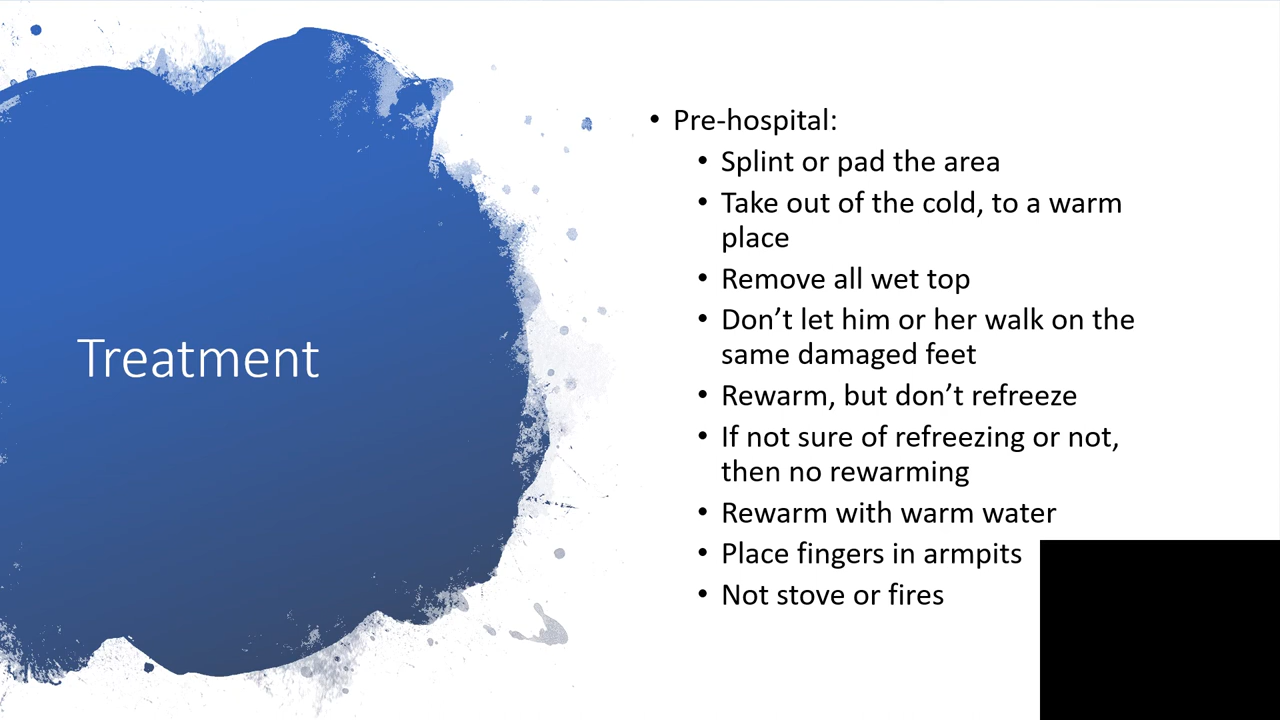 Treatment
• Pre-hospital:
• Splint or pad the area
• Take out of the cold, to a warm
place
• Remove all wet top
• Don’t let him or her walk on the
same damaged feet
• Rewarm, but don’t refreeze
• If not sure of refreezing or not,
then no rewarming
• Rewarm with warm water
• Place fingers in armpits
• Not stove or fires